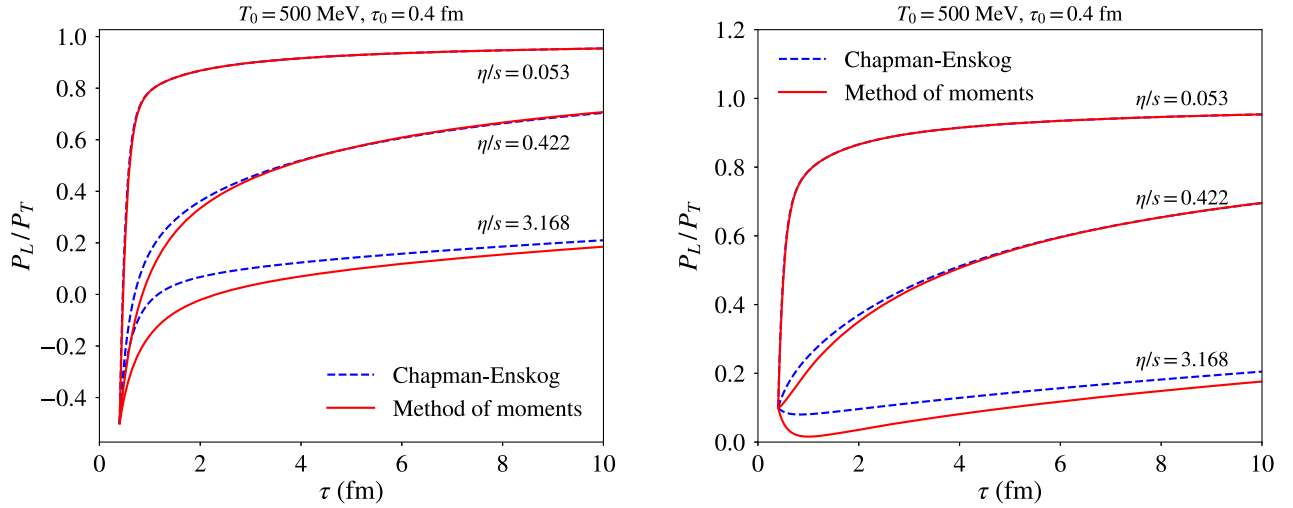 T₀ = 500 MeV, τ₀ = 0.4 fm
1.0
0.8
0.6
0.4
0.2
0.0
−0.2
−0.4
P_L/P_T
η/s = 0.053
η/s = 0.422
η/s = 3.168
Chapman-Enskog
Method of moments
0 2 4 6 8 10
τ (fm)
T₀ = 500 MeV, τ₀ = 0.4 fm
1.2
1.0
0.8
0.6
0.4
0.2
0.0
P_L/P_T
Chapman-Enskog
Method of moments
η/s = 0.053
η/s = 0.422
η/s = 3.168
0 2 4 6 8 10
τ (fm)